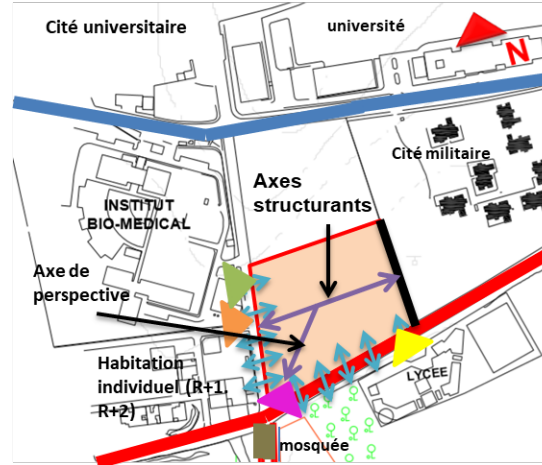 Cité universitaire
université
N
Cité militaire
INSTITUT
BIO-MEDICAL
Axes
structurants
Axe de
perspective
Habitation
individuel (R+1.
R+2)
LYCEE
mosquée